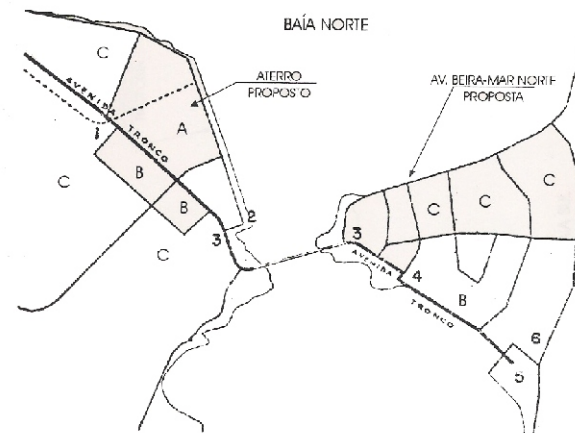 BAÍA NORTE
C
ATERRO
PROPOSTO
AV. BEIRA-MAR NORTE
PROPOSTA
AVENIDA
TRONCO
A
1
C
B
B
C
2
3
C
C
C
3
AVENIDA
4
TRONCO
B
6
5